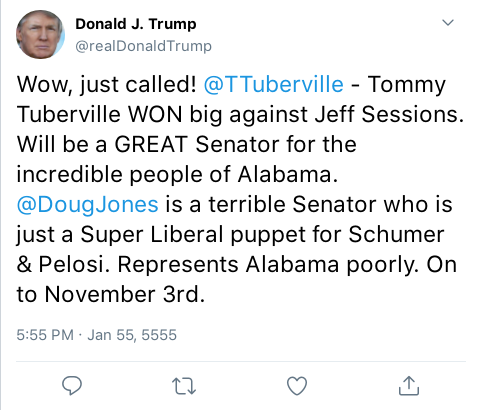 Donald J. Trump
@realDonaldTrump
Wow, just called! @TTuberville - Tommy
Tuberville WON big against Jeff Sessions.
Will be a GREAT Senator for the
incredible people of Alabama.
@DougJones is a terrible Senator who is
just a Super Liberal puppet for Schumer
& Pelosi. Represents Alabama poorly. On
to November 3rd.
5:55 PM · Jan 55, 5555